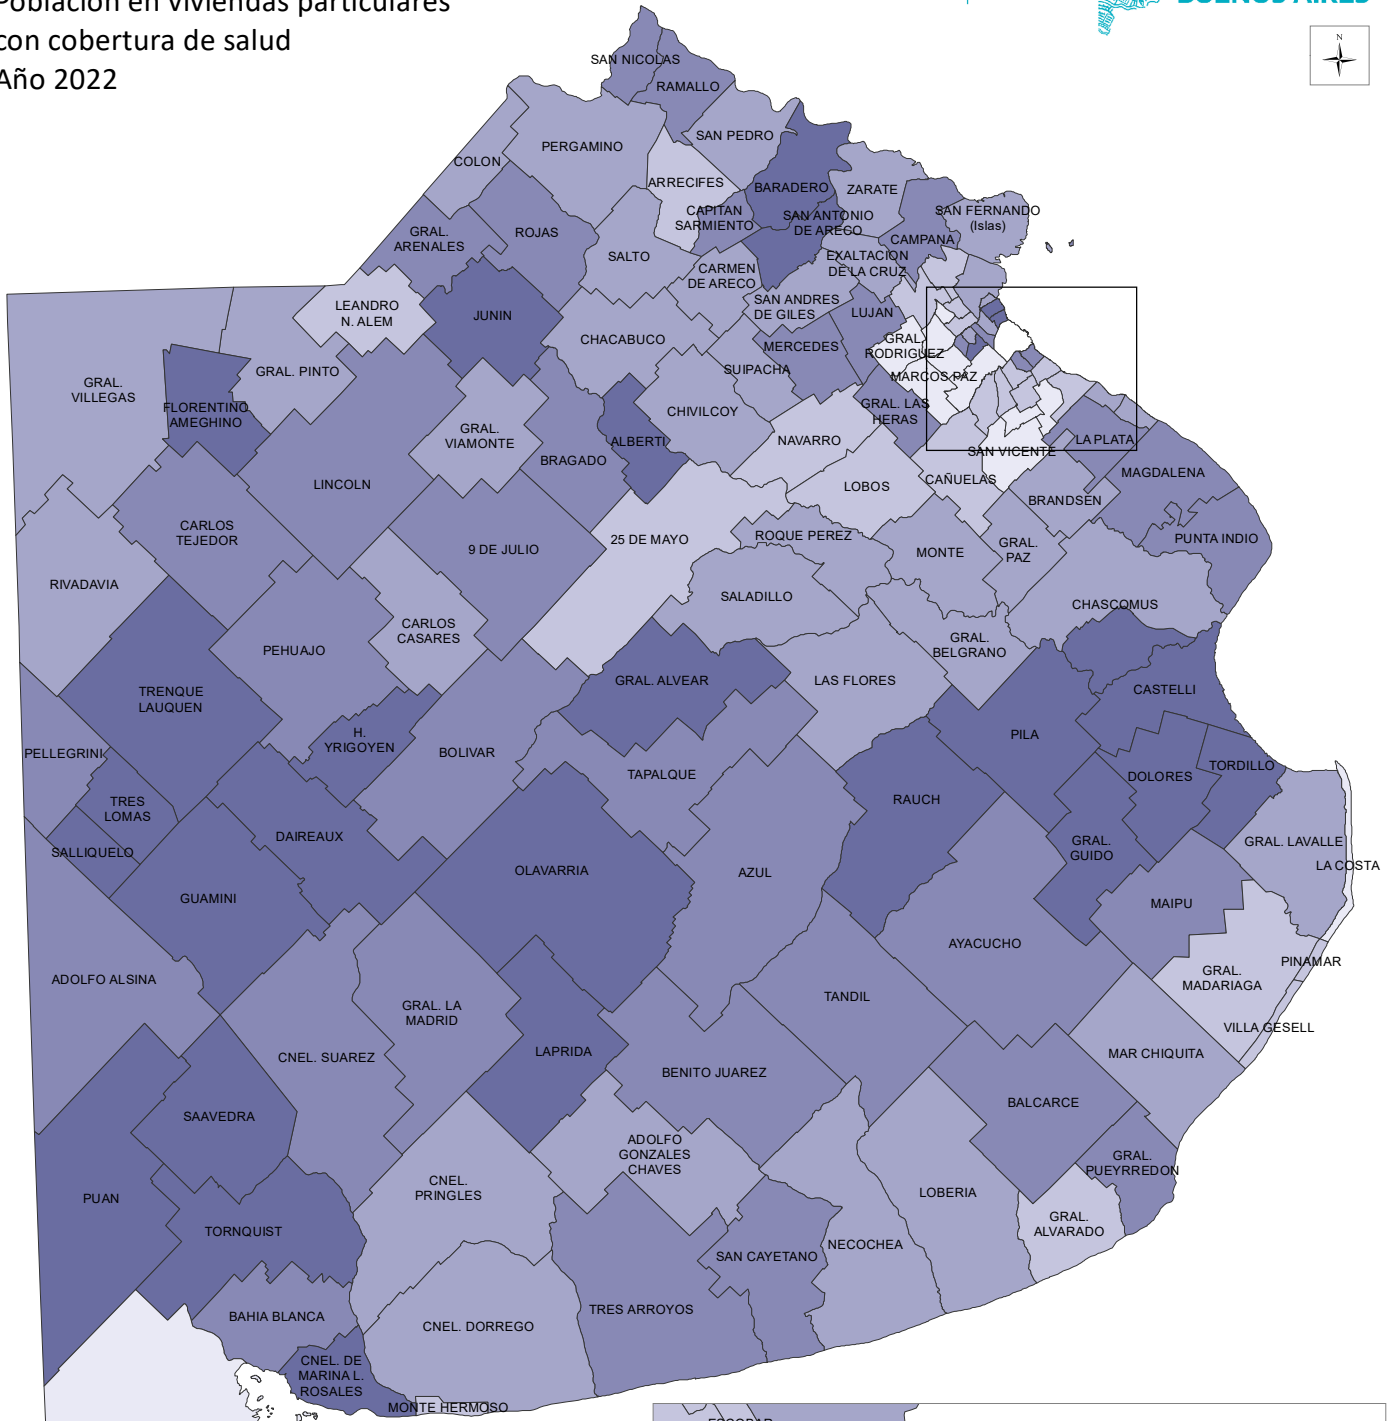 Población en viviendas particulares
con cobertura de salud
Año 2022
BUENOS AIRES
N
SAN NICOLAS
RAMALLO
SAN PEDRO
PERGAMINO
COLON
ARRECIFES
BARADERO
ZARATE
CAPITAN
SARMIENTO
SAN ANTONIO
DE ARECO
SAN FERNANDO
(Islas)
CAMPANA
GRAL.
ARENALES
ROJAS
SALTO
EXALTACION
DE LA CRUZ
CARMEN
DE ARECO
SAN ANDRES
DE GILES
LUJAN
LEANDRO
N. ALEM
JUNIN
CHACABUCO
MERCEDES
GRAL.
RODRIGUEZ
SUIPACHA
MARCOS PAZ
GRAL. PINTO
GRAL.
VILLEGAS
FLORENTINO
AMEGHINO
CHIVILCOY
GRAL. LAS
HERAS
GRAL.
VIAMONTE
ALBERTI
NAVARRO
LA PLATA
SAN VICENTE
BRAGADO
MAGDALENA
LINCOLN
LOBOS
CAÑUELAS
BRANDSEN
CARLOS
TEJEDOR
9 DE JULIO
25 DE MAYO
ROQUE PEREZ
MONTE
GRAL.
PAZ
PUNTA INDIO
RIVADAVIA
SALADILLO
CHASCOMUS
CARLOS
CASARES
PEHUAJO
GRAL.
BELGRANO
TRENQUE
LAUQUEN
GRAL. ALVEAR
LAS FLORES
CASTELLI
H.
YRIGOYEN
PILA
PELLEGRINI
BOLIVAR
TAPALQUE
DOLORES
TORDILLO
TRES
LOMAS
RAUCH
DAIREAUX
SALLIQUELO
GRAL.
GUIDO
GRAL. LAVALLE
LA COSTA
OLAVARRIA
AZUL
GUAMINI
MAIPU
AYACUCHO
PINAMAR
ADOLFO ALSINA
GRAL.
MADARIAGA
TANDIL
GRAL. LA
MADRID
VILLA GESELL
LAPRIDA
CNEL. SUAREZ
MAR CHIQUITA
BENITO JUAREZ
BALCARCE
SAAVEDRA
ADOLFO
GONZALES
CHAVES
GRAL.
PUEYRREDON
PUAN
CNEL.
PRINGLES
LOBERIA
GRAL.
ALVARADO
TORNQUIST
NECOCHEA
SAN CAYETANO
BAHIA BLANCA
TRES ARROYOS
CNEL. DORREGO
CNEL. DE
MARINA L.
ROSALES
MONTE HERMOSO
ESCOBAR